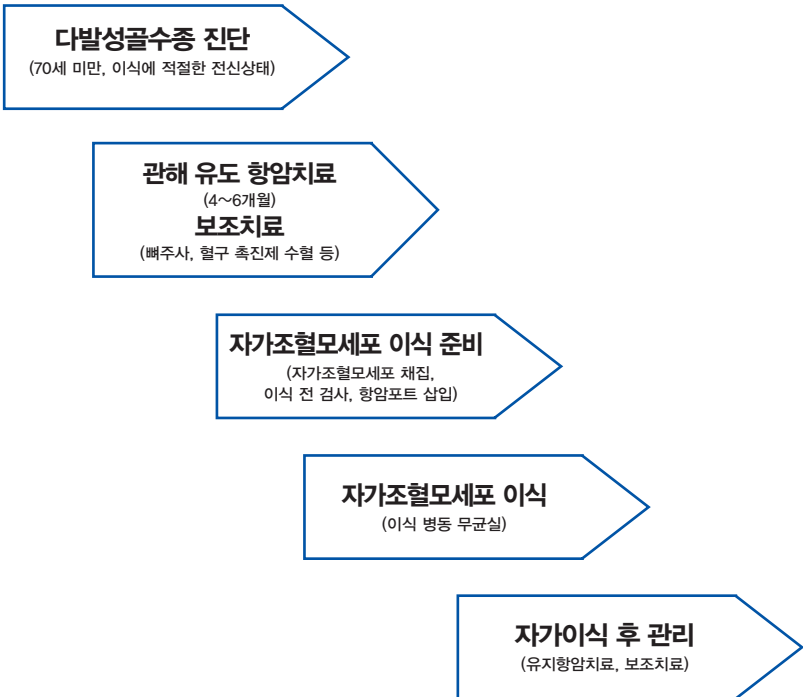 다발성골수종 진단
(70세 미만, 이식에 적절한 전신상태)
관해 유도 항암치료
(4~6개월)
보조치료
(뼈주사, 혈구 촉진제 수혈 등)
자가조혈모세포 이식 준비
(자가조혈모세포 채집,
이식 전 검사, 항암포트 삽입)
자가조혈모세포 이식
(이식 병동 무균실)
자가이식 후 관리
(유지항암치료, 보조치료)